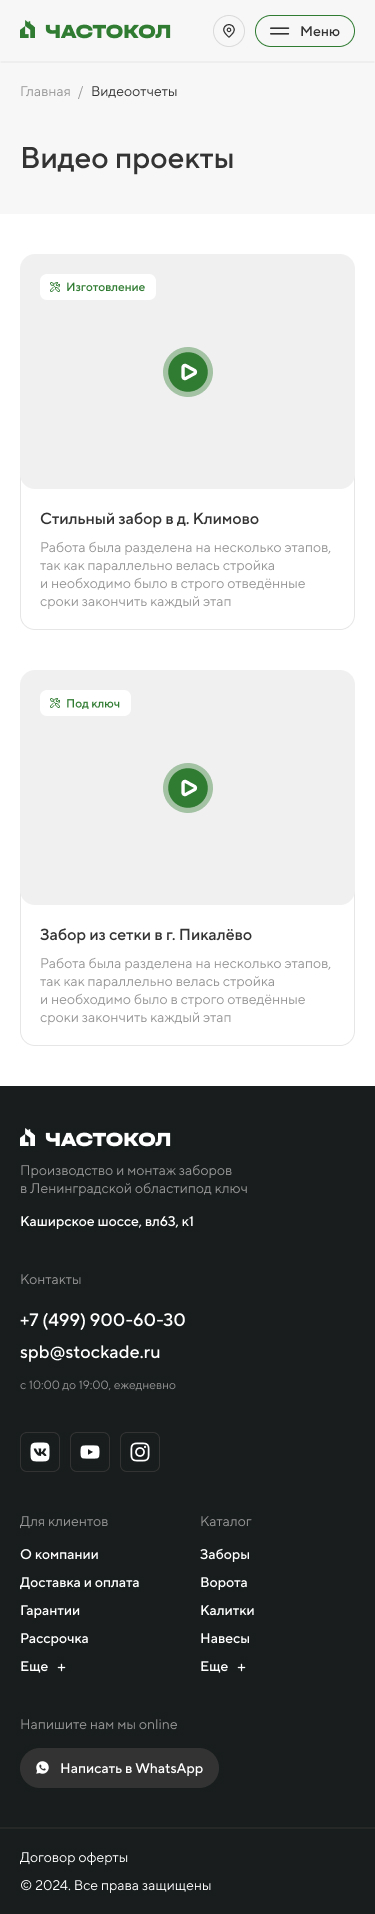 ЧАСТОКОЛ
Меню
Главная / Видеоотчеты
Видео проекты
Изготовление
Стильный забор в д. Климово
Работа была разделена на несколько этапов,
так как параллельно велась стройка
и необходимо было в строго отведённые
сроки закончить каждый этап
Под ключ
Забор из сетки в г. Пикалёво
Работа была разделена на несколько этапов,
так как параллельно велась стройка
и необходимо было в строго отведённые
сроки закончить каждый этап
ЧАСТОКОЛ
Производство и монтаж заборов
в Ленинградской областипод ключ
Каширское шоссе, вл63, к1
Контакты
+7 (499) 900-60-30
spb@stockade.ru
с 10:00 до 19:00, ежедневно
Для клиентов
О компании
Доставка и оплата
Гарантии
Рассрочка
Еще +
Каталог
Заборы
Ворота
Калитки
Навесы
Еще +
Напишите нам мы online
Написать в WhatsApp
Договор оферты
© 2024. Все права защищены